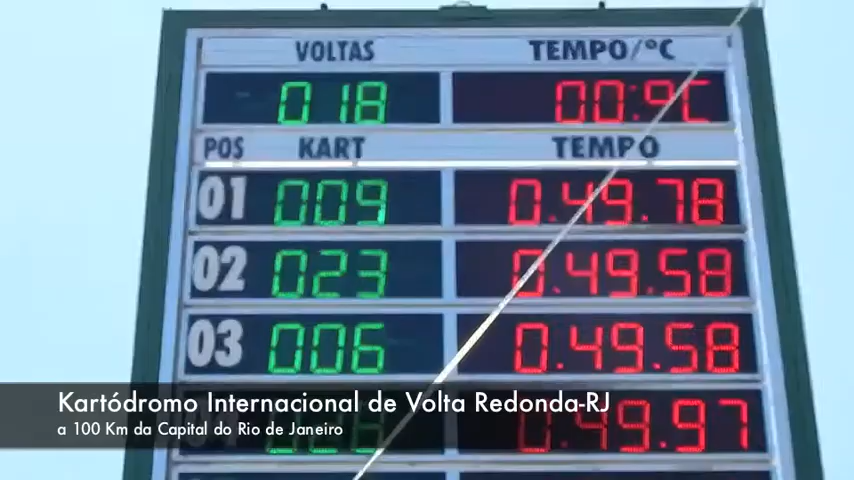 VOLTAS TEMPO/ºC
018 00:ºC
POS KART TEMPO
01 009 0.49.78
02 023 0.49.58
03 006 0.49.58
0.49.97
Kartódromo Internacional de Volta Redonda-RJ
a 100 Km da Capital do Rio de Janeiro